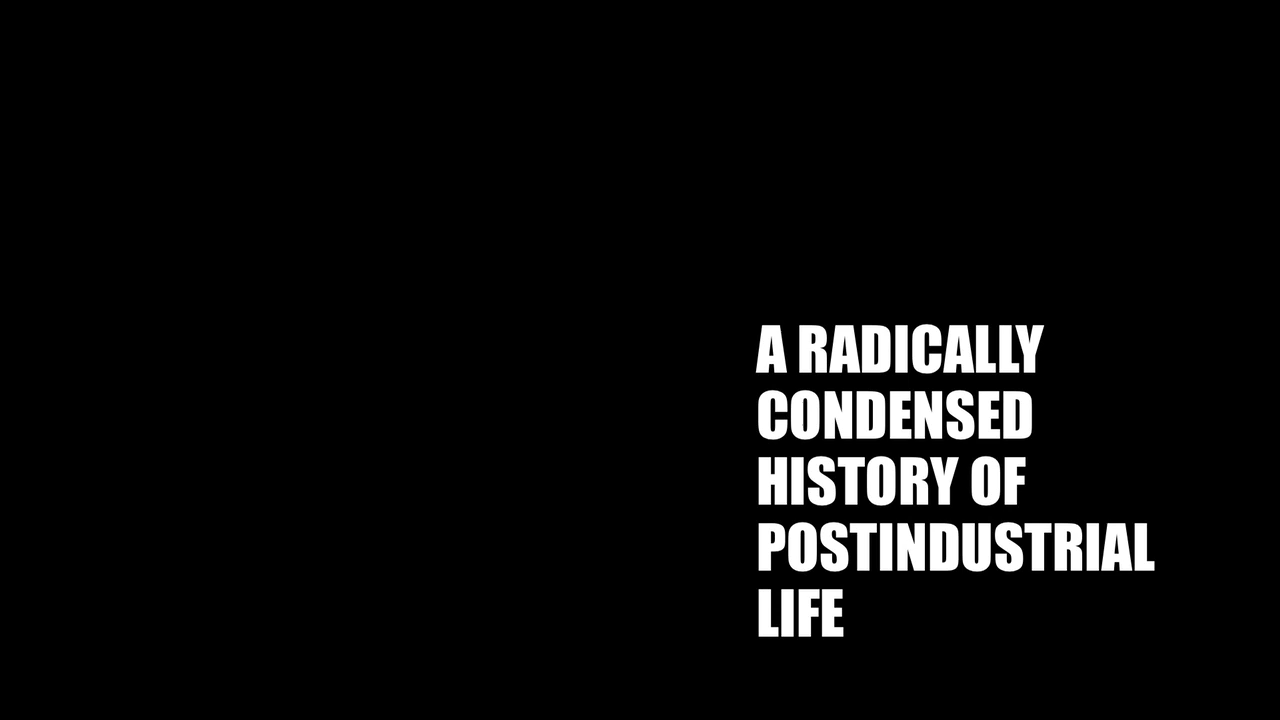 A RADICALLY
CONDENSED
HISTORY OF
POSTINDUSTRIAL
LIFE